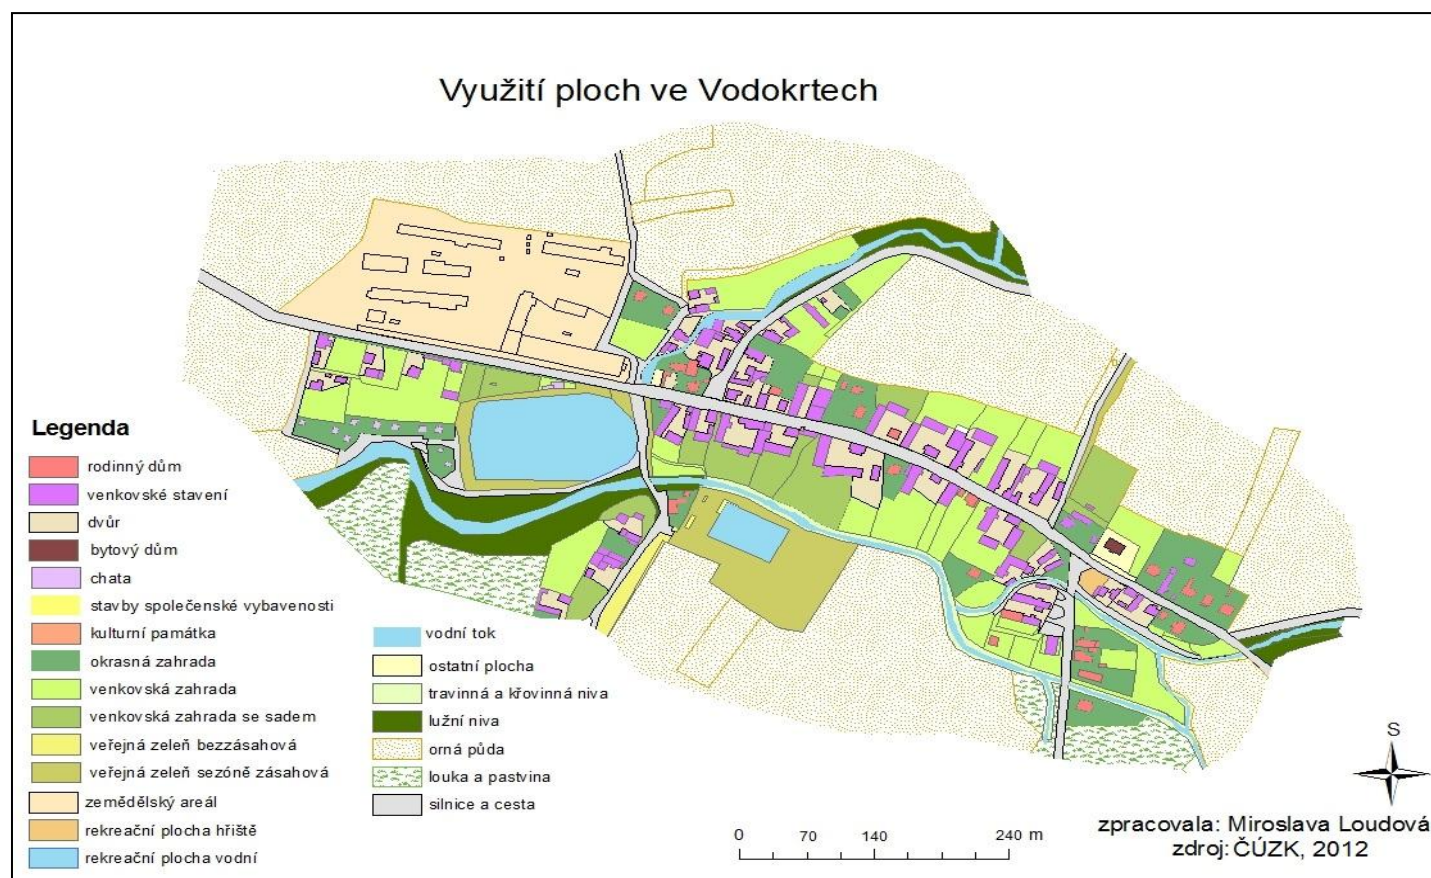 Využití ploch ve Vodokrtech
Legenda
rodinný dům
venkovské stavení
dvůr
bytový dům
chata
stavby společenské vybavenosti
kulturní památka
okrasná zahrada
venkovská zahrada
venkovská zahrada se sadem
veřejná zeleň bezzásahová
veřejná zeleň sezóně zásahová
zemědělský areál
rekreační plocha hřiště
rekreační plocha vodní
vodní tok
ostatní plocha
travinná a křovinná niva
lužní niva
orná půda
louka a pastvina
silnice a cesta
0 70 140 240 m
S
zpracovala: Miroslava Loudová
zdroj: ČÚZK, 2012